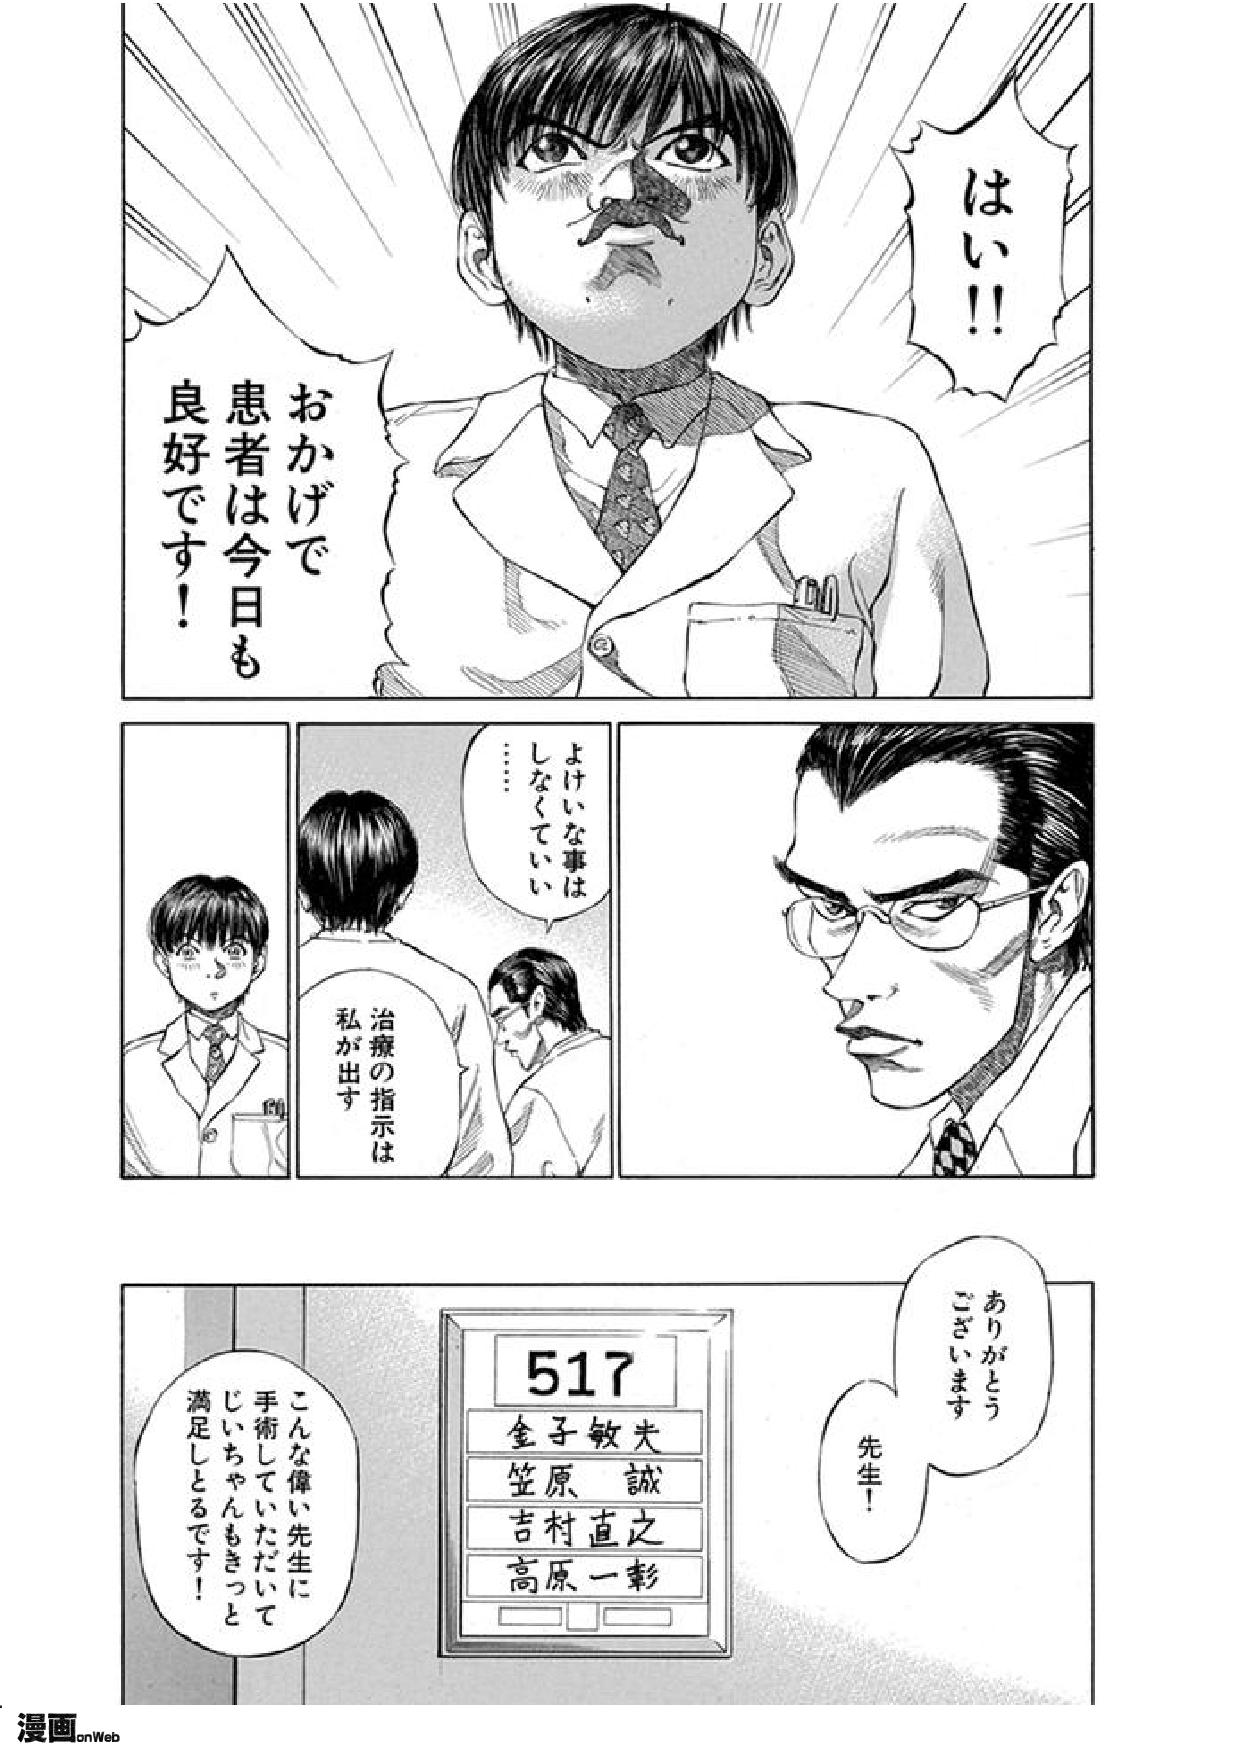 はい!!
おかげで
患者は今日も
良好です!
よけいな事は
しなくていい
……
治療の指示は
私が出す
ありがとう
ございます
先生!
517
金子敏夫
笠原 誠
吉村直之
高原一彰
こんな偉い先生に
手術していただいて
じいちゃんもきっと
満足しとるです!
漫画onWeb